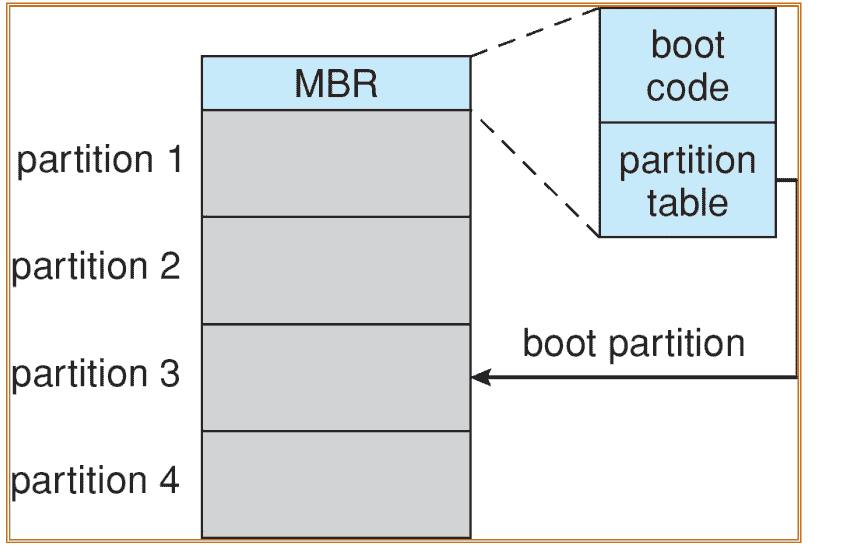 MBR
boot
code
partition
table
partition 1
partition 2
boot partition
partition 3
partition 4